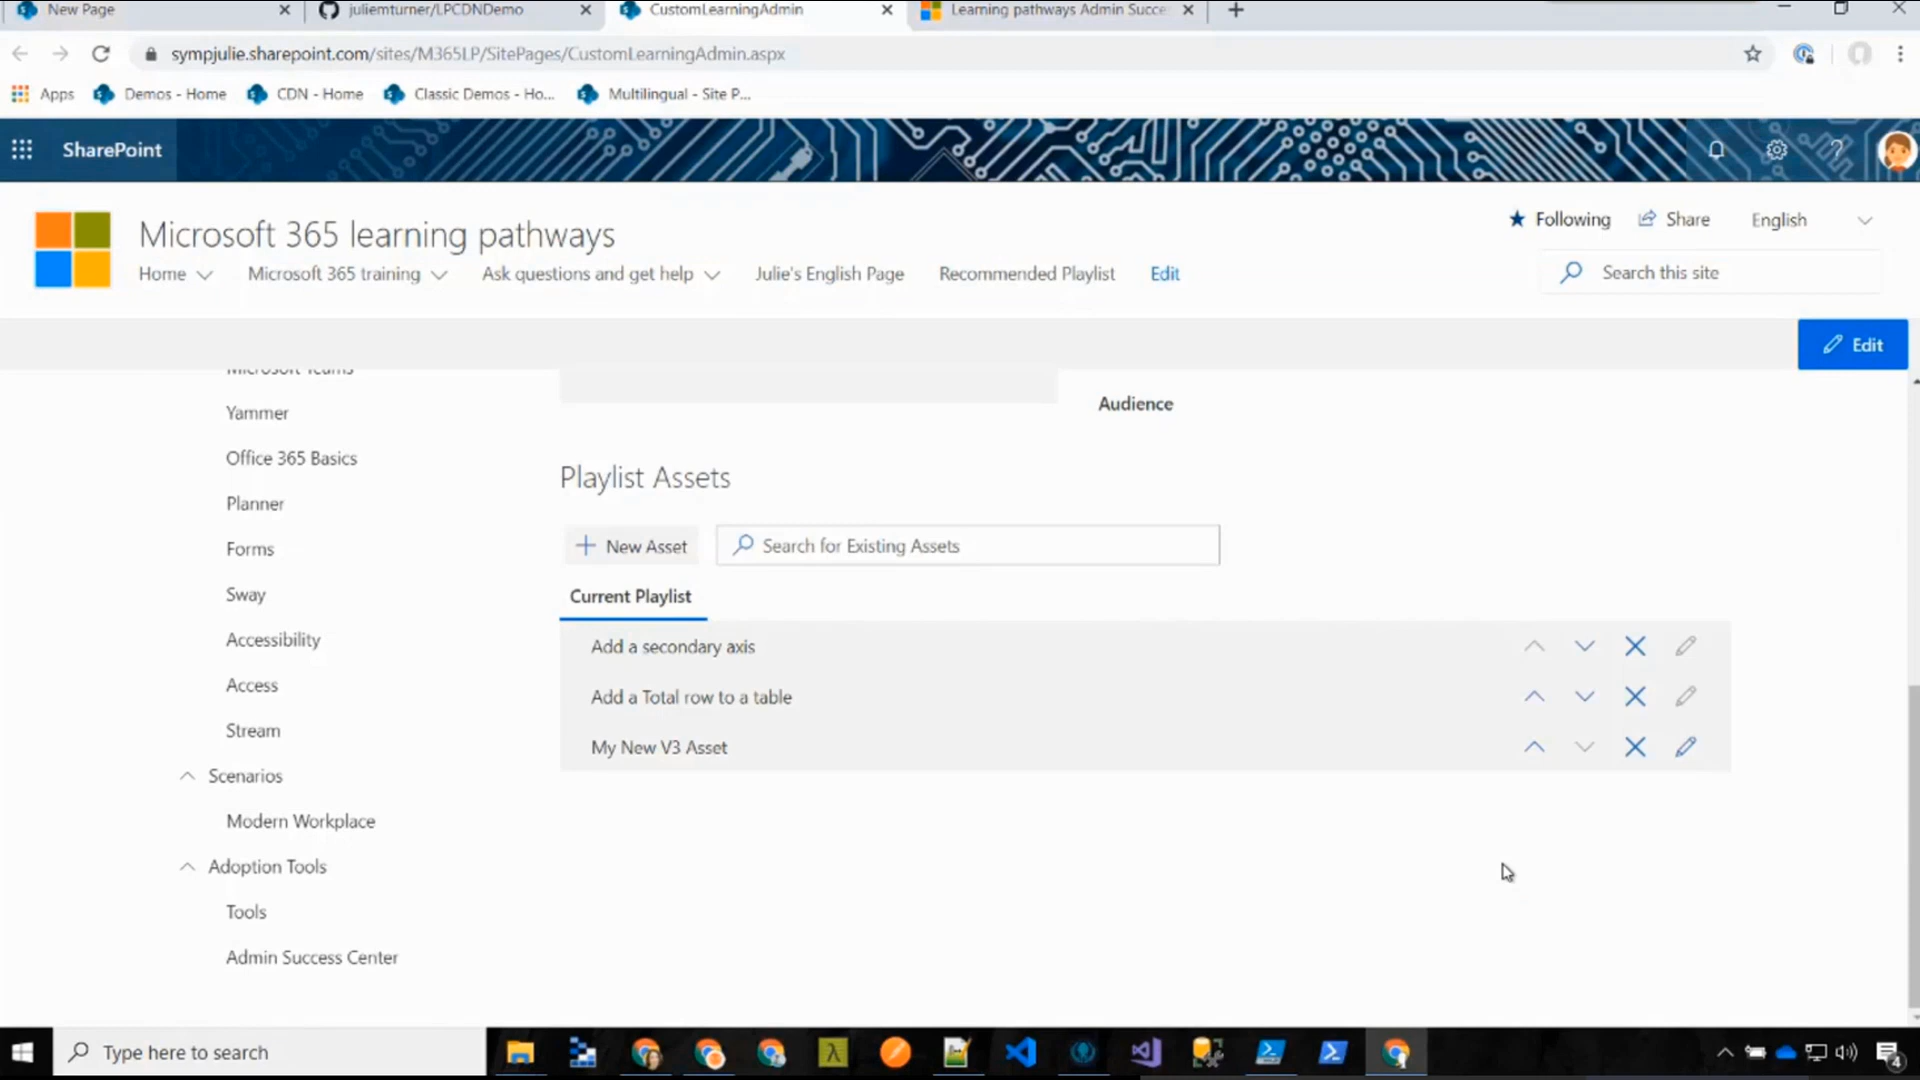 New Page
juliemturner/LPCDNDemo
CustomLearningAdmin
Learning pathways Admin Succe
sympjulie.sharepoint.com/sites/M365LP/SitePages/CustomLearningAdmin.aspx
Apps
Demos - Home
CDN - Home
Classic Demos - Ho...
Multilingual - Site P...
SharePoint
Microsoft 365 learning pathways
Following
Share
English
Home
Microsoft 365 training
Ask questions and get help
Julie's English Page
Recommended Playlist
Edit
Search this site
Edit
Microsoft Teams
Yammer
Office 365 Basics
Planner
Forms
Sway
Accessibility
Access
Stream
Scenarios
Modern Workplace
Adoption Tools
Tools
Admin Success Center
Audience
Playlist Assets
New Asset
Search for Existing Assets
Current Playlist
Add a secondary axis
Add a Total row to a table
My New V3 Asset
Type here to search
4